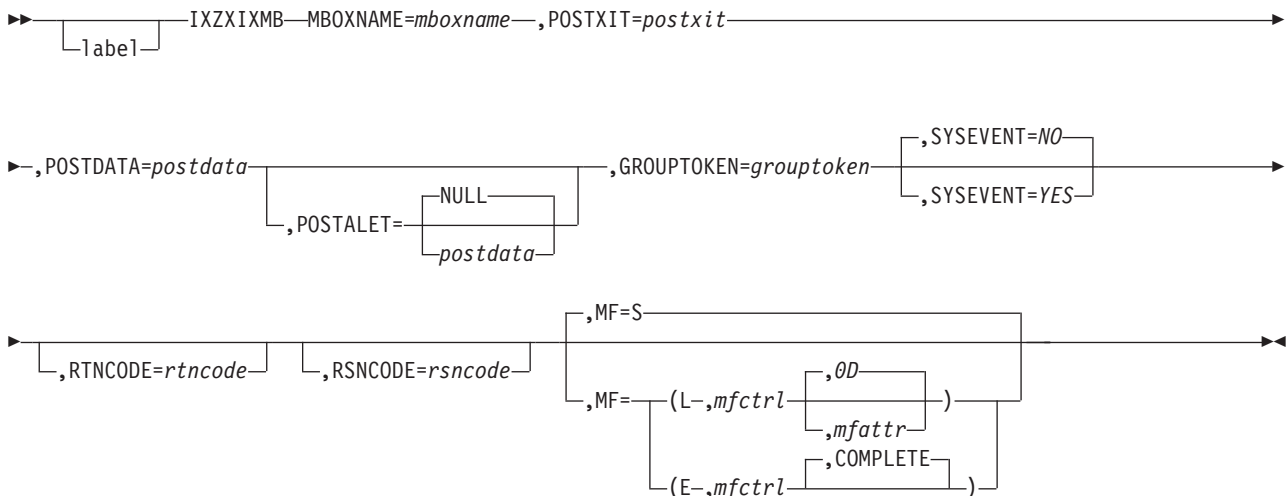 IXZXIXMB MBOXNAME=mboxname ,POSTXIT=postxit
label
,SYSEVENT=NO
,POSTDATA=postdata ,GROUPTOKEN=grouptoken
NULL ,SYSEVENT=YES
,POSTALET=
postdata
,MF=S
,RTNCODE=rtncode ,RSNCODE=rsncode ,0D
,MF= (L ,mfctrl )
,mfattr
,COMPLETE
(E ,mfctrl )